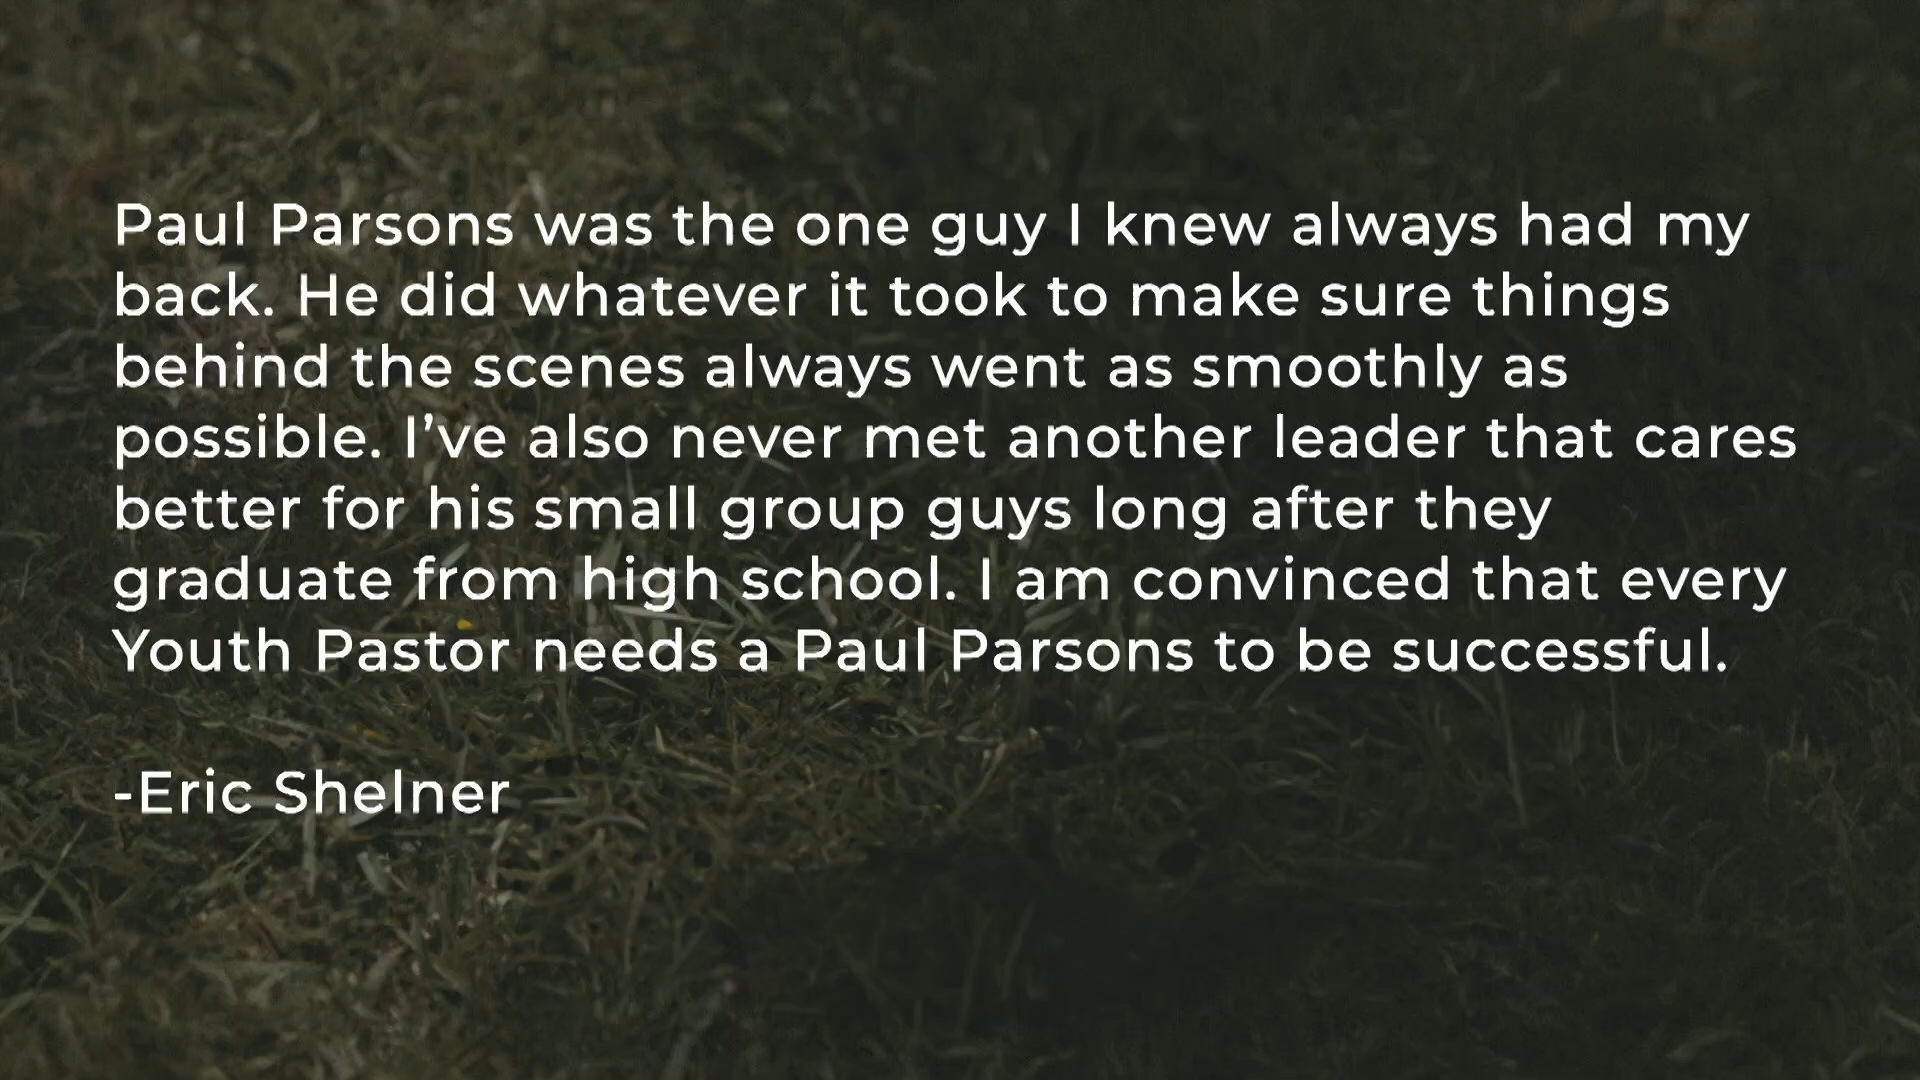 Paul Parsons was the one guy I knew always had my
back. He did whatever it took to make sure things
behind the scenes always went as smoothly as
possible. I’ve also never met another leader that cares
better for his small group guys long after they
graduate from high school. I am convinced that every
Youth Pastor needs a Paul Parsons to be successful.
-Eric Shelner